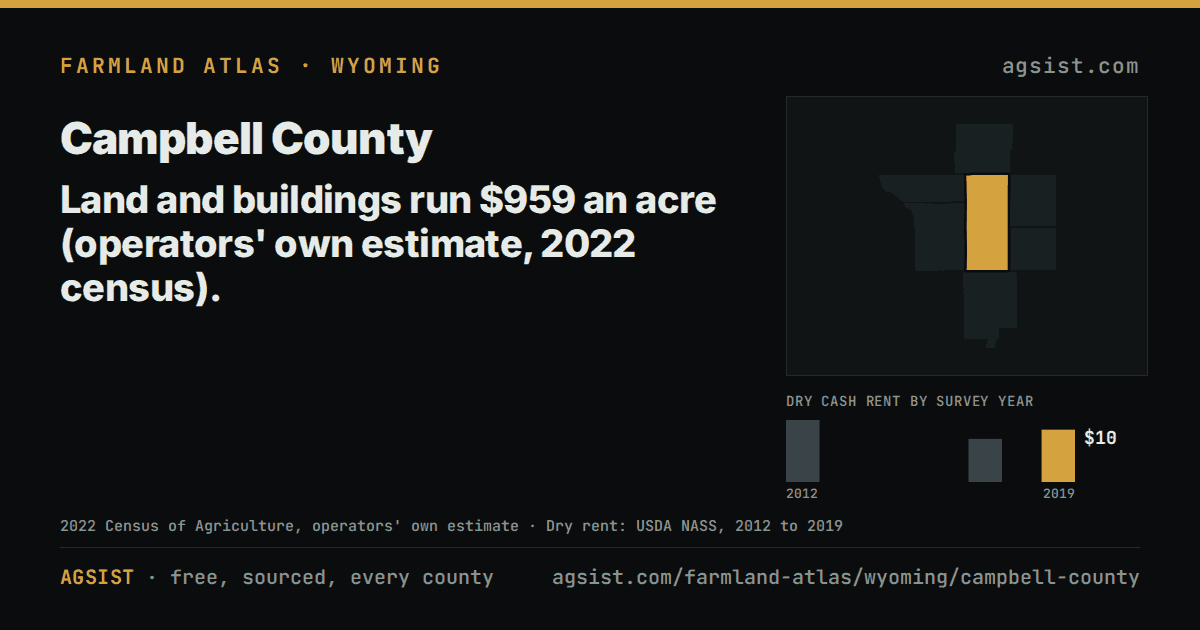 FARMLAND ATLAS · WYOMING
agsist.com
Campbell County
Land and buildings run $959 an acre
(operators' own estimate, 2022
census).
DRY CASH RENT BY SURVEY YEAR
$10
2012
2019
2022 Census of Agriculture, operators' own estimate · Dry rent: USDA NASS, 2012 to 2019
AGSIST · free, sourced, every county
agsist.com/farmland-atlas/wyoming/campbell-county